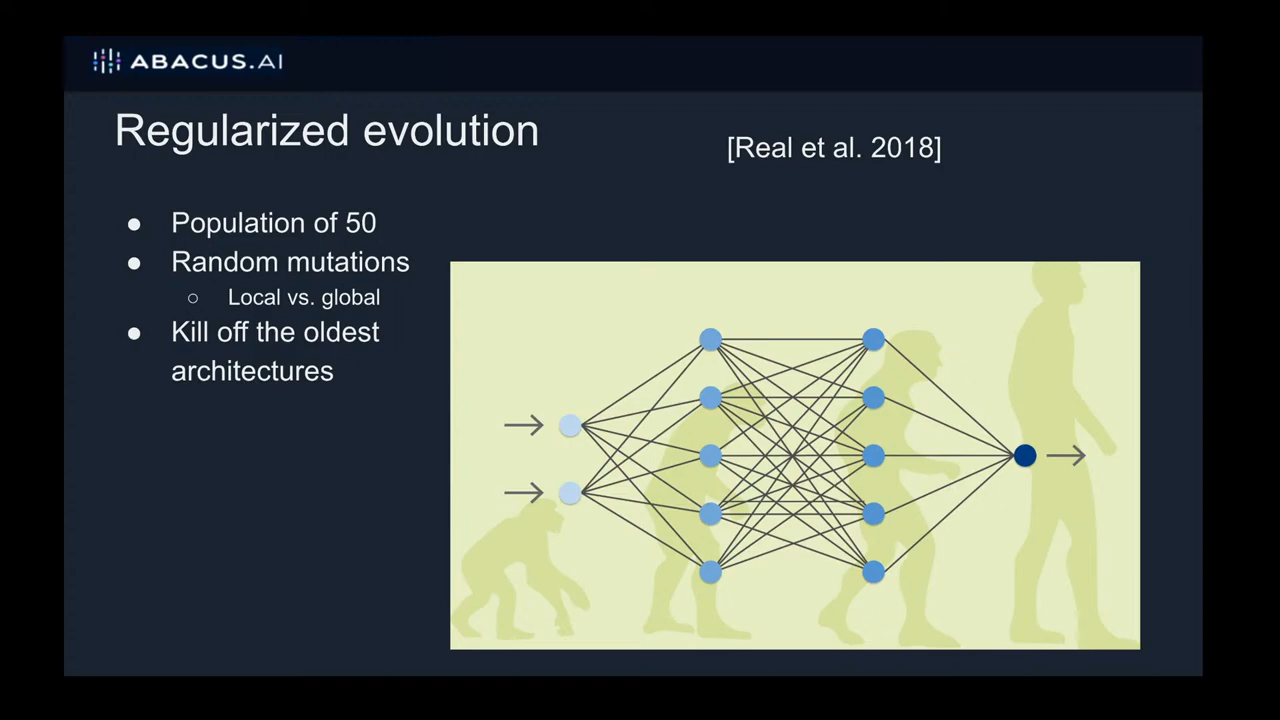 ABACUS.AI
Regularized evolution
[Real et al. 2018]
● Population of 50
● Random mutations
○ Local vs. global
● Kill off the oldest
architectures